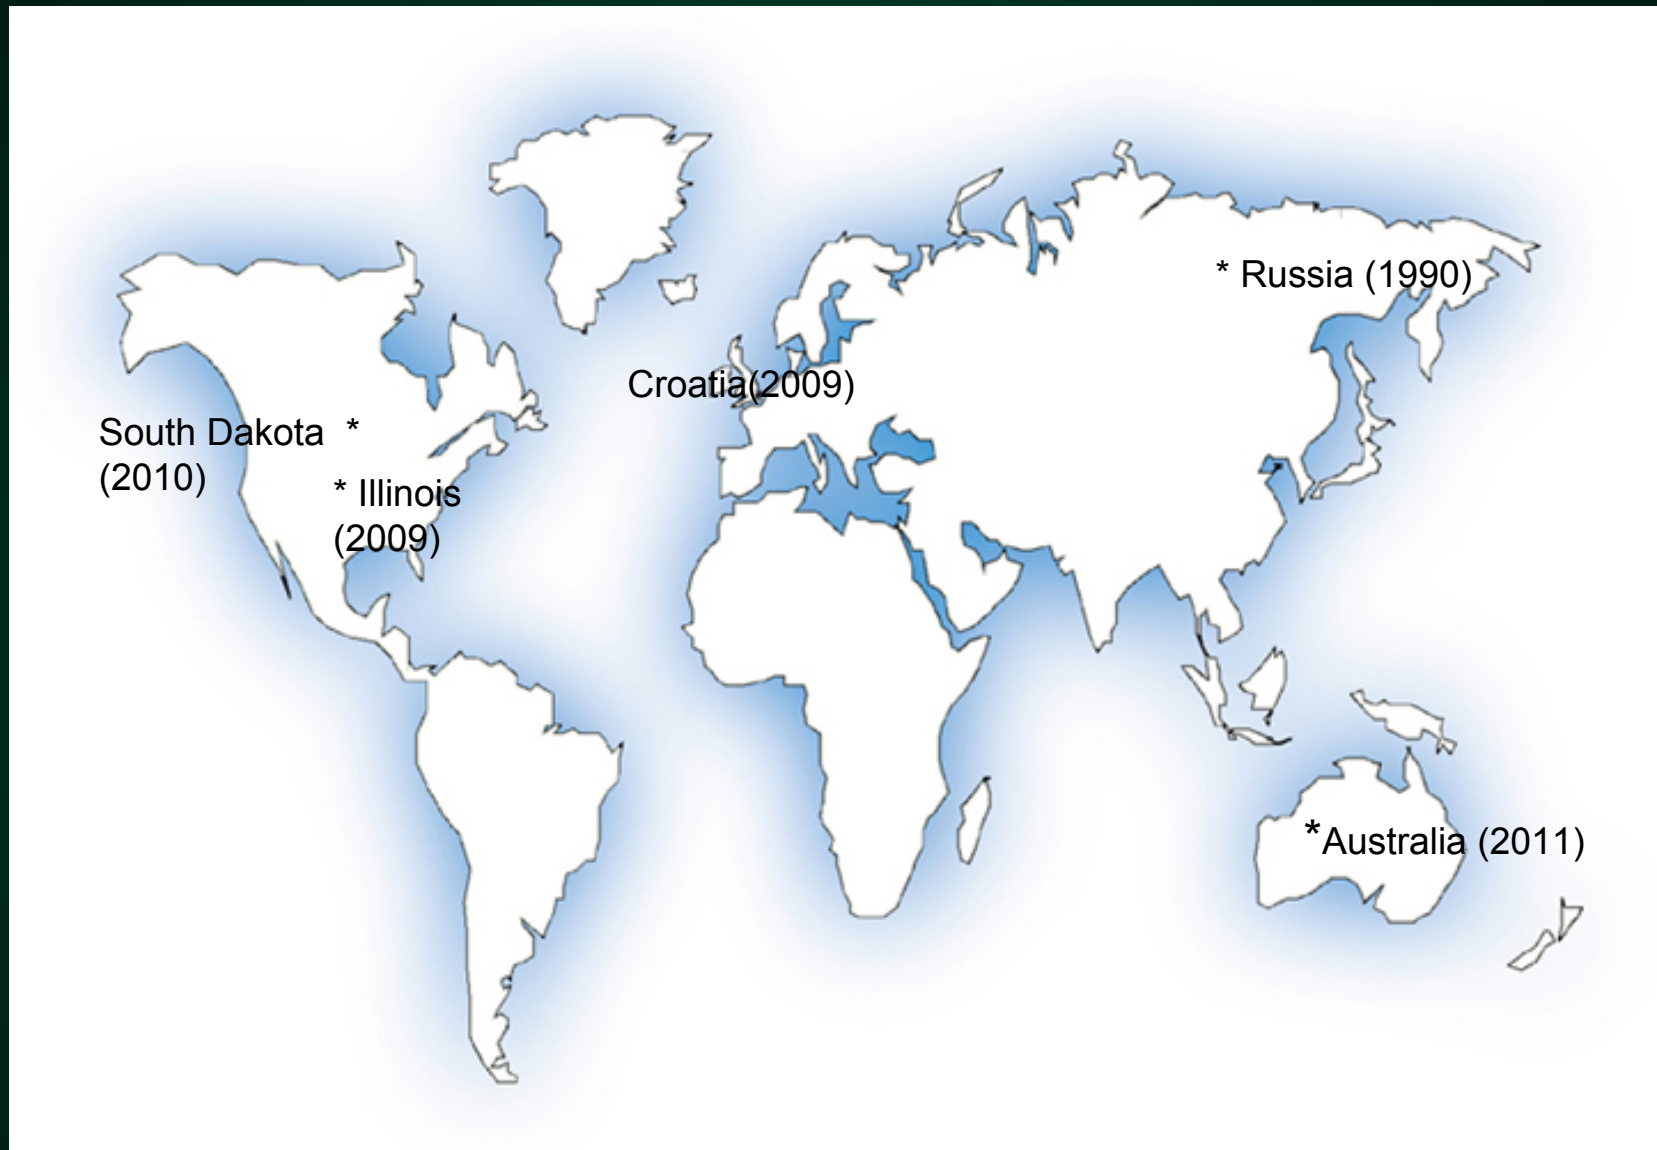 * Russia (1990)
Croatia(2009)
South Dakota *
(2010)
* Illinois
(2009)
*Australia (2011)